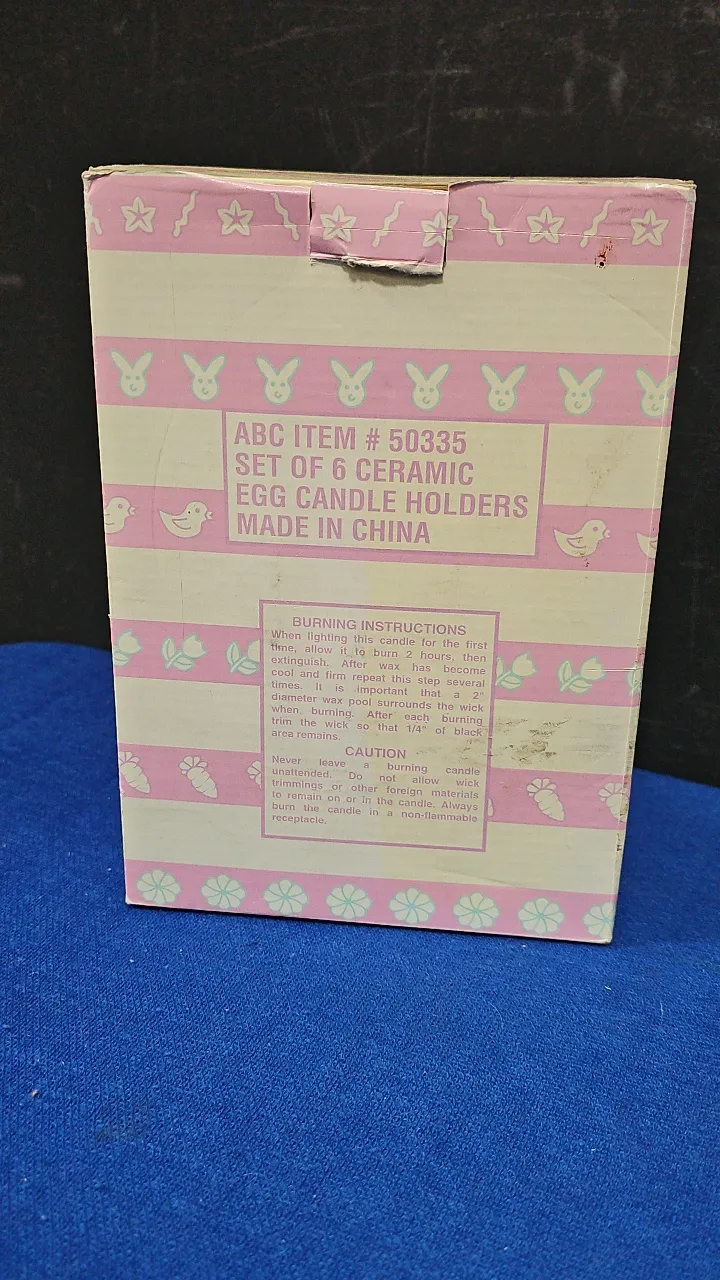 ABC ITEM # 50335
SET OF 6 CERAMIC
EGG CANDLE HOLDERS
MADE IN CHINA
BURNING INSTRUCTIONS
When lighting this candle for the first
time, allow it to burn 2 hours, then
extinguish. After wax has become
cool and firm repeat this step several
times. It is important that a 2"
diameter wax pool surrounds the wick
when burning. After each burning
trim the wick so that 1/4" of black
area remains.
CAUTION
Never leave a burning candle
unattended. Do not allow wick
trimmings or other foreign materials
to remain on or in the candle. Always
burn the candle in a non-flammable
receptacle.